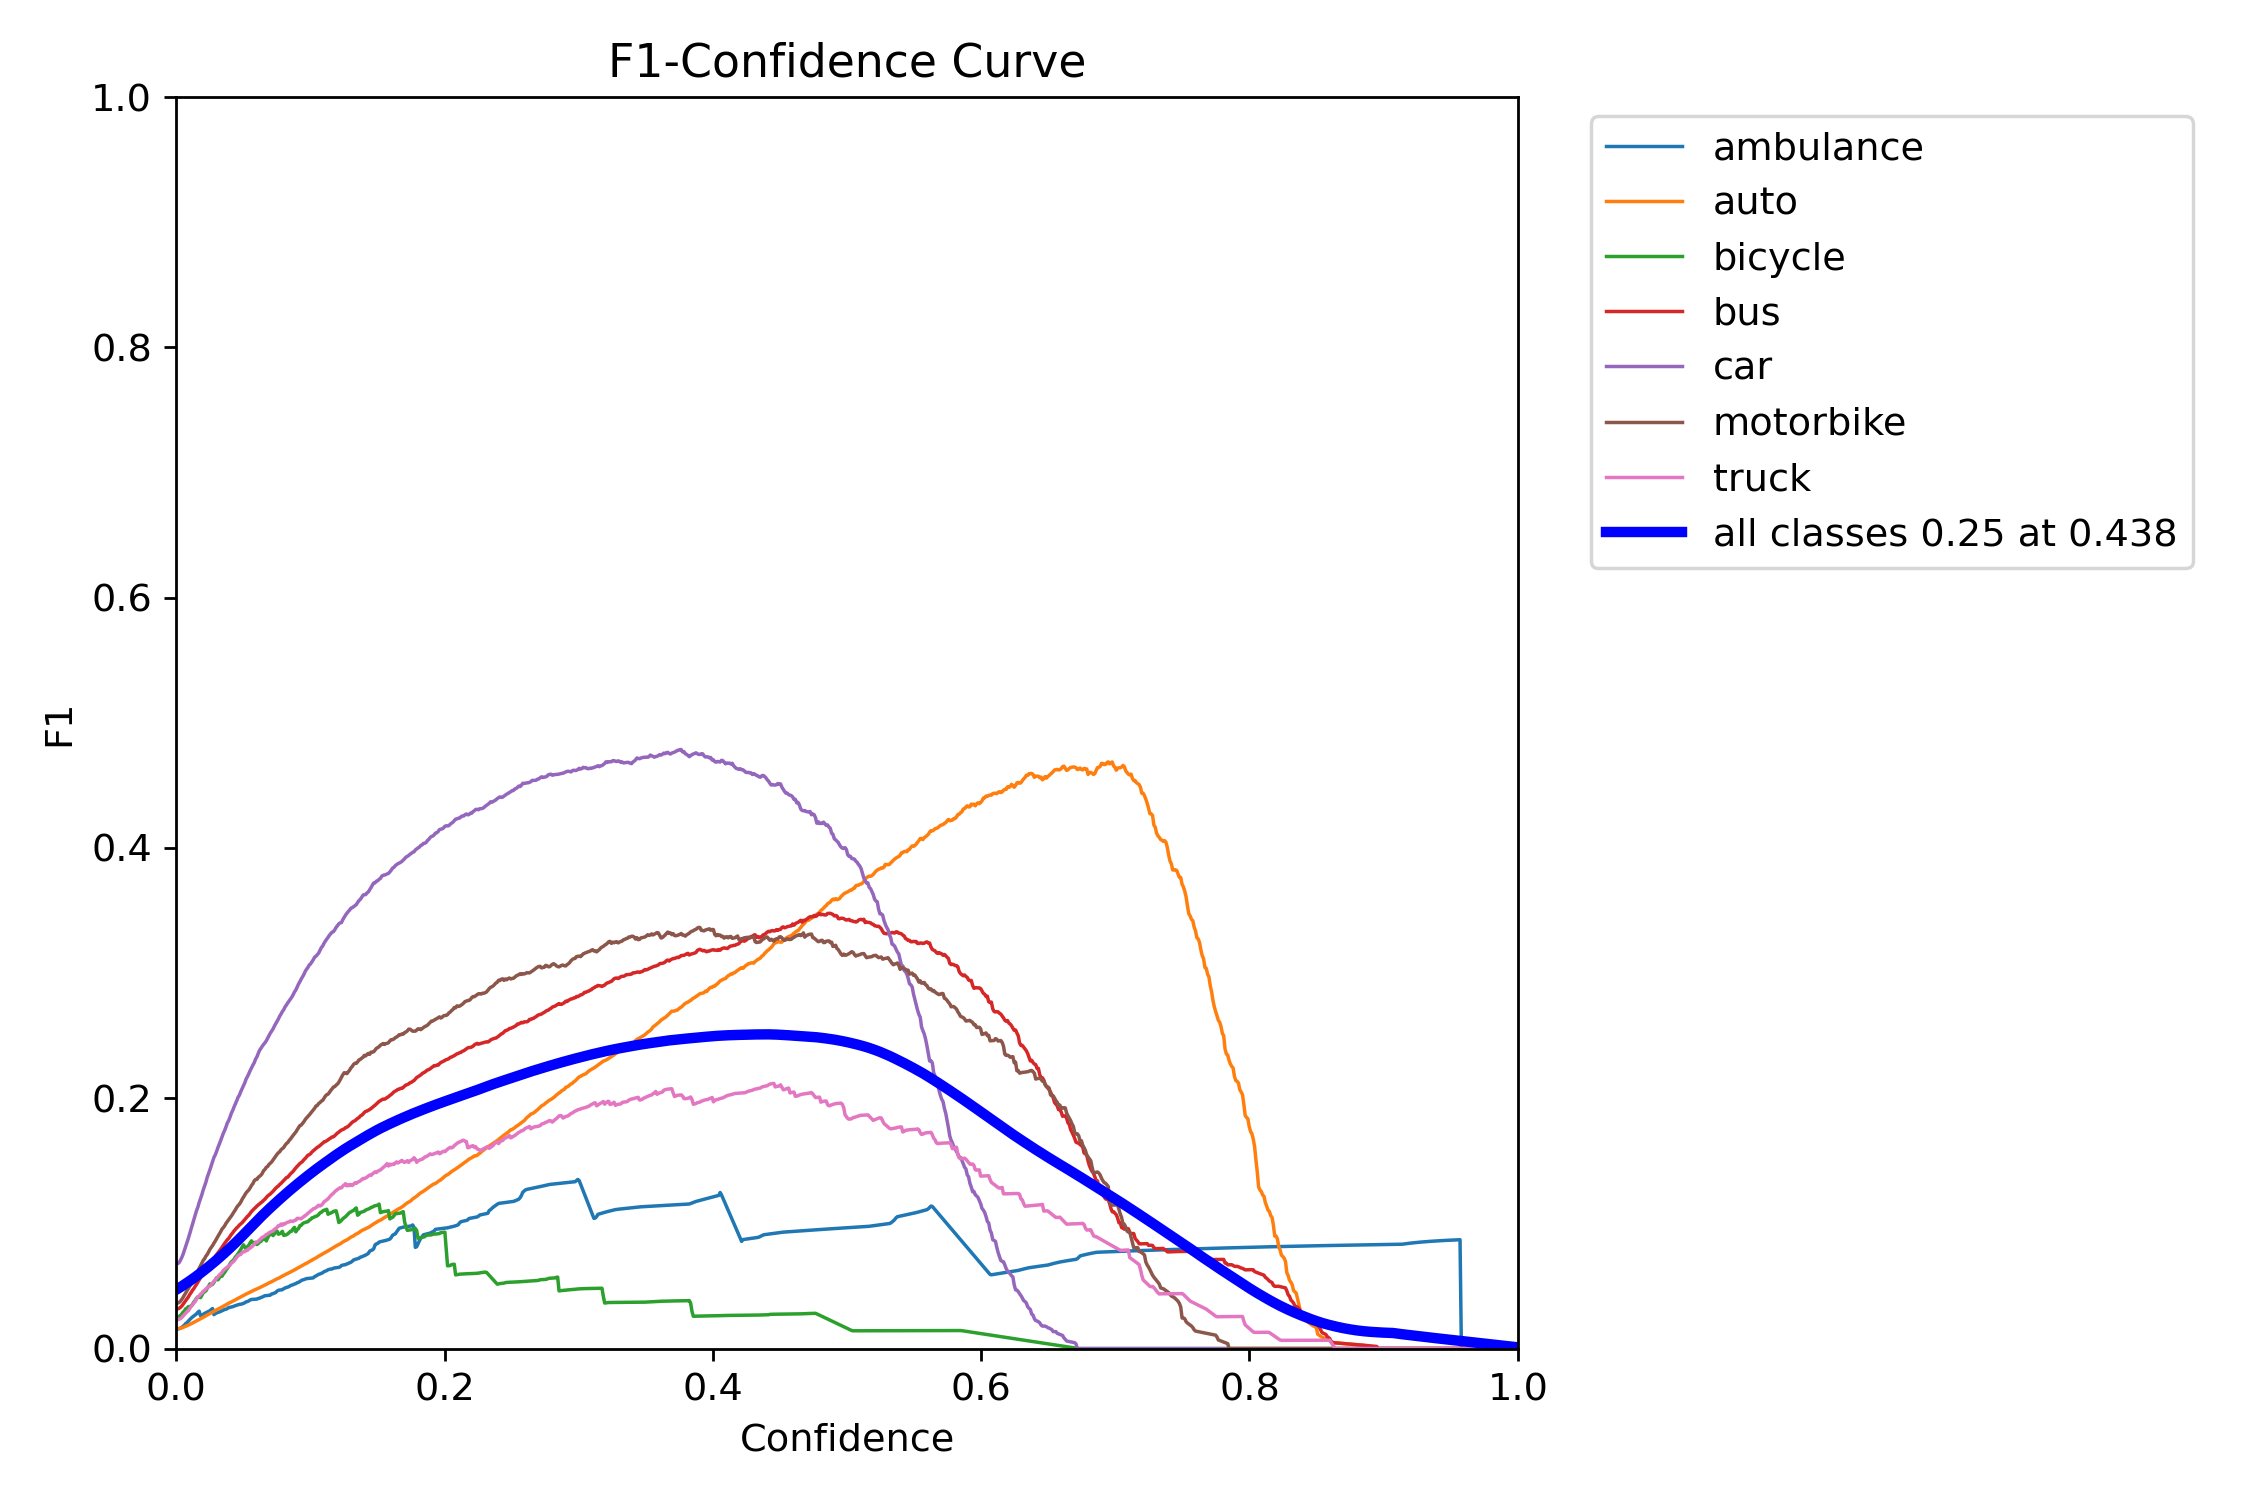 F1-Confidence Curve
1.0
0.8
0.6
0.4
0.2
0.0
F1
0.0 0.2 0.4 0.6 0.8 1.0
Confidence
ambulance
auto
bicycle
bus
car
motorbike
truck
all classes 0.25 at 0.438